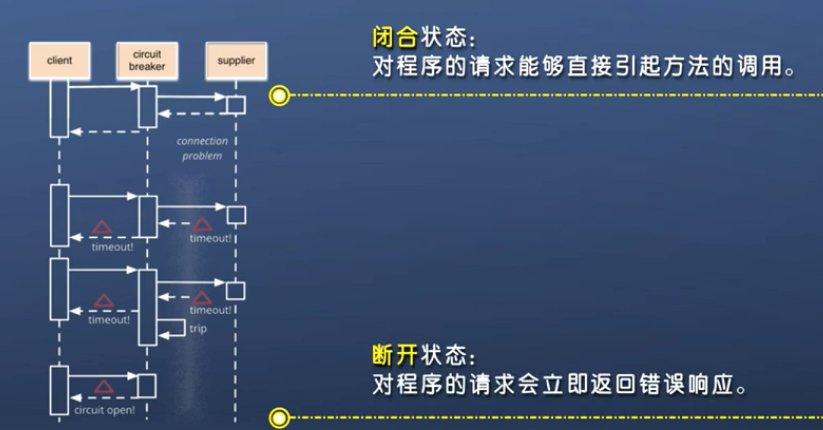 client
circuit
breaker
supplier
闭合状态：
对程序的请求能够直接引起方法的调用。
connection
problem
timeout!
timeout!
timeout!
timeout!
trip
断开状态：
对程序的请求会立即返回错误响应。
circuit open!